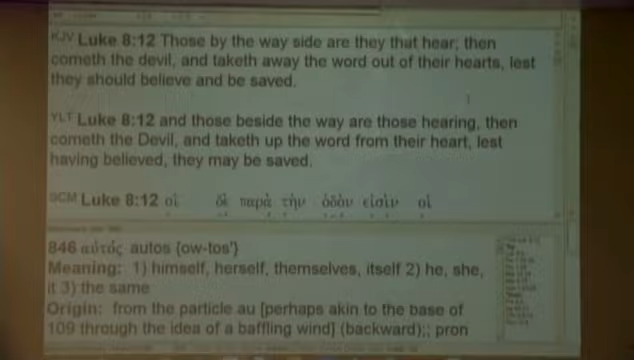 KJV Luke 8:12 Those by the way side are they that hear; then
cometh the devil, and taketh away the word out of their hearts, lest
they should believe and be saved.
YLT Luke 8:12 and those beside the way are those hearing, then
cometh the Devil, and taketh up the word from their heart, lest
having believed, they may be saved.
SCM Luke 8:12 οἱ δὲ παρὰ τὴν ὁδὸν εἰσὶν οἱ
846 αὐτός autos {ow-tos'}
Meaning: 1) himself, herself, themselves, itself 2) he, she,
it 3) the same
Origin: from the particle au [perhaps akin to the base of
109 through the idea of a baffling wind] (backward);; pron